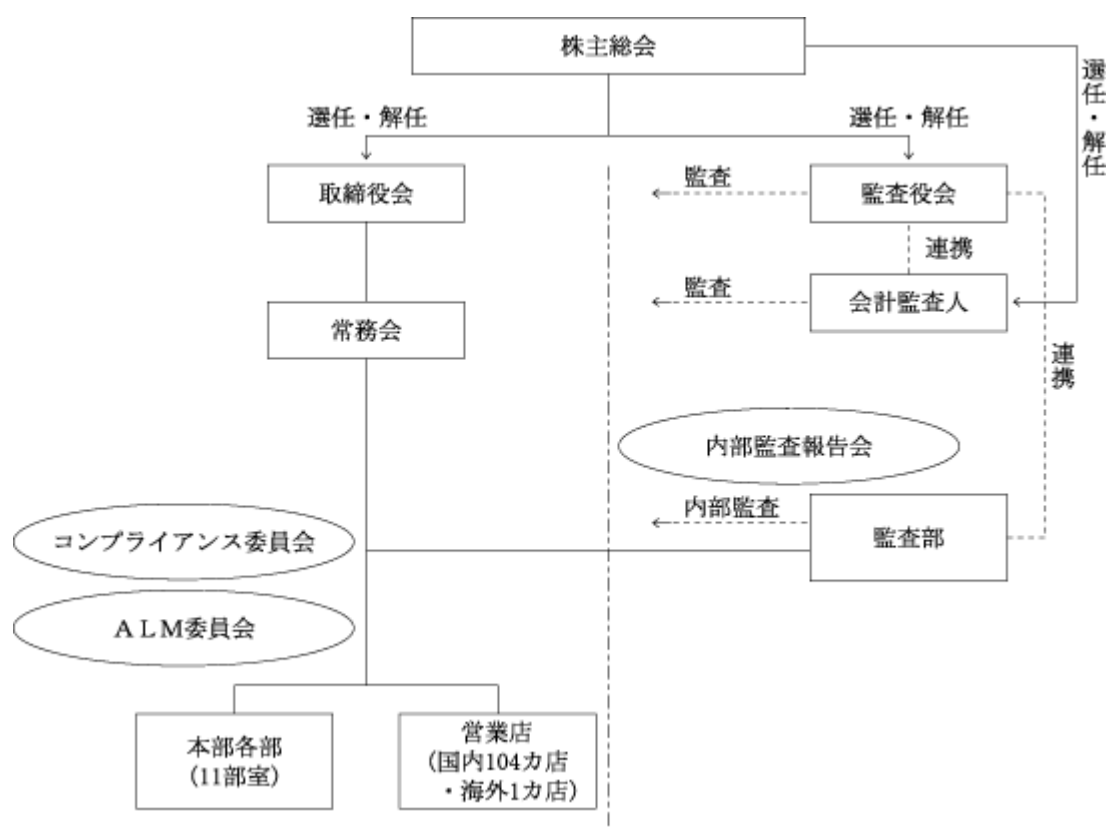 株主総会
選任・解任
選任・解任
選任・解任
取締役会
監査
監査役会
連携
監査
会計監査人
常務会
連携
内部監査報告会
内部監査
監査部
コンプライアンス委員会
ＡＬＭ委員会
本部各部
(11部室)
営業店
(国内104カ店
・海外1カ店)